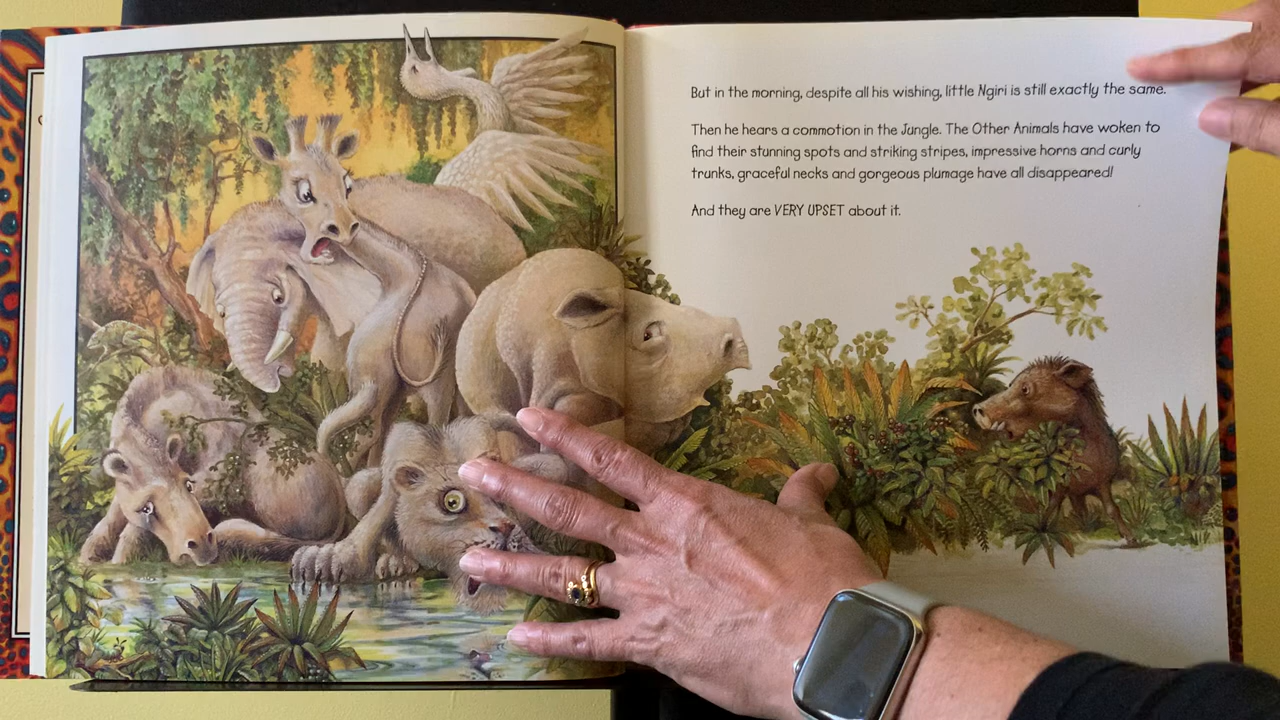 But in the morning, despite all his wishing, little Ngiri is still exactly the same.
Then he hears a commotion in the Jungle. The Other Animals have woken to
find their stunning spots and striking stripes, impressive horns and curly
trunks, graceful necks and gorgeous plumage have all disappeared!
And they are VERY UPSET about it.